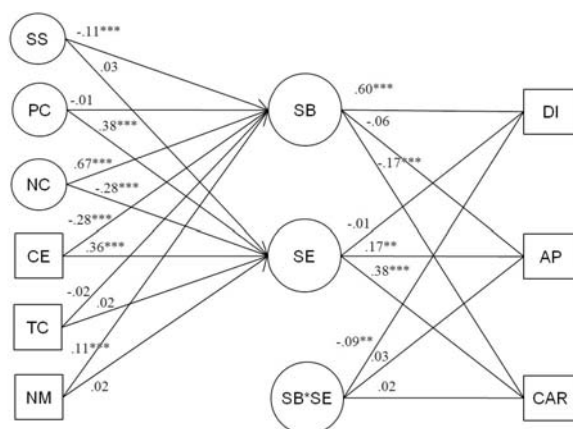 SS
-.11***
.03
PC
-.01
.38***
NC
.67***
-.28***
CE
-.28***
.36***
TC
-.02
.02
NM
.11***
.02
SB
.60***
-.06
-.17***
SE
-.01
.17**
.38***
SB*SE
-.09**
.03
.02
DI
AP
CAR